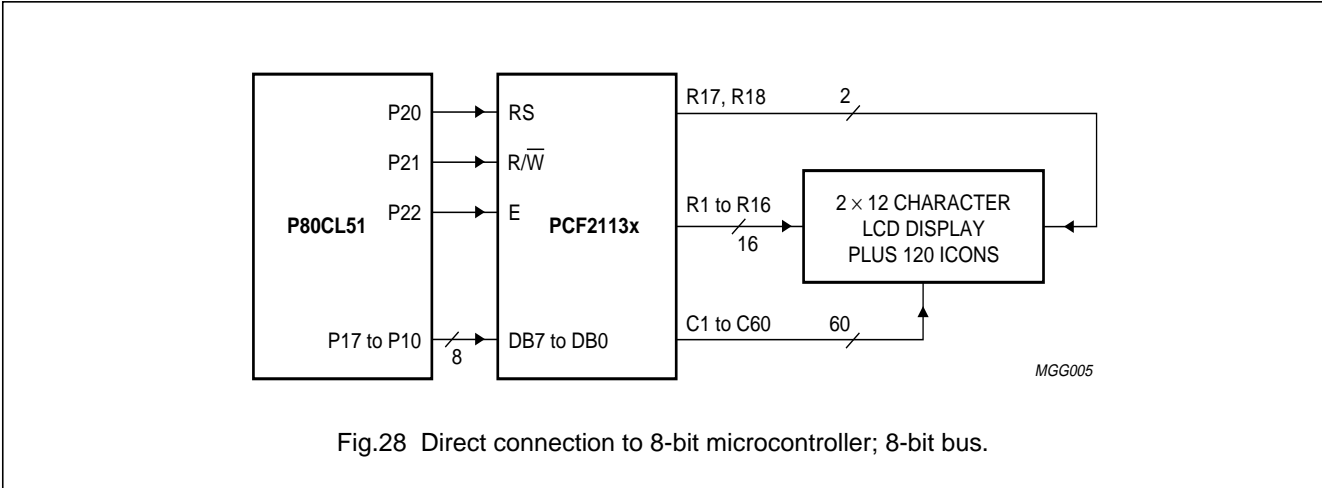 P80CL51
P20
P21
P22
P17 to P10
8
RS
R/W̅
E
PCF2113x
DB7 to DB0
R17, R18
2
R1 to R16
16
C1 to C60
60
2 × 12 CHARACTER
LCD DISPLAY
PLUS 120 ICONS
MGG005
Fig.28 Direct connection to 8-bit microcontroller; 8-bit bus.